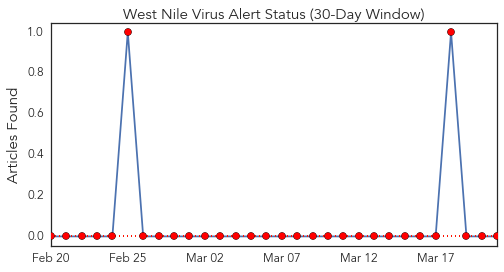 West Nile Virus Alert Status (30-Day Window)
Articles Found
1.0
0.8
0.6
0.4
0.2
0.0
Feb 20 Feb 25 Mar 02 Mar 07 Mar 12 Mar 17